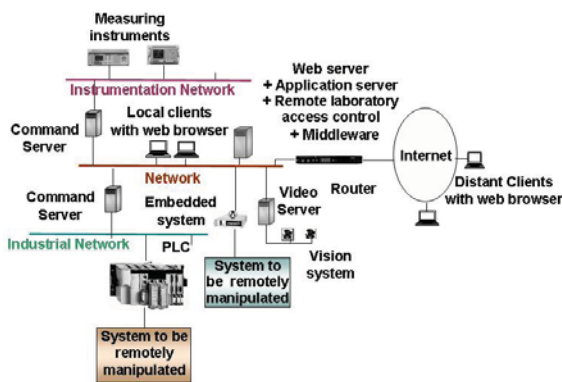 Measuring
instruments
Instrumentation Network
Web server
+ Application server
+ Remote laboratory
access control
+ Middleware
Command
Server
Local clients
with web browser
Internet
Network
Router
Distant Clients
with web browser
Command
Server
Embedded
system
Video
Server
Industrial Network
PLC
Vision
system
System to
be remotely
manipulated
System to be
remotely
manipulated